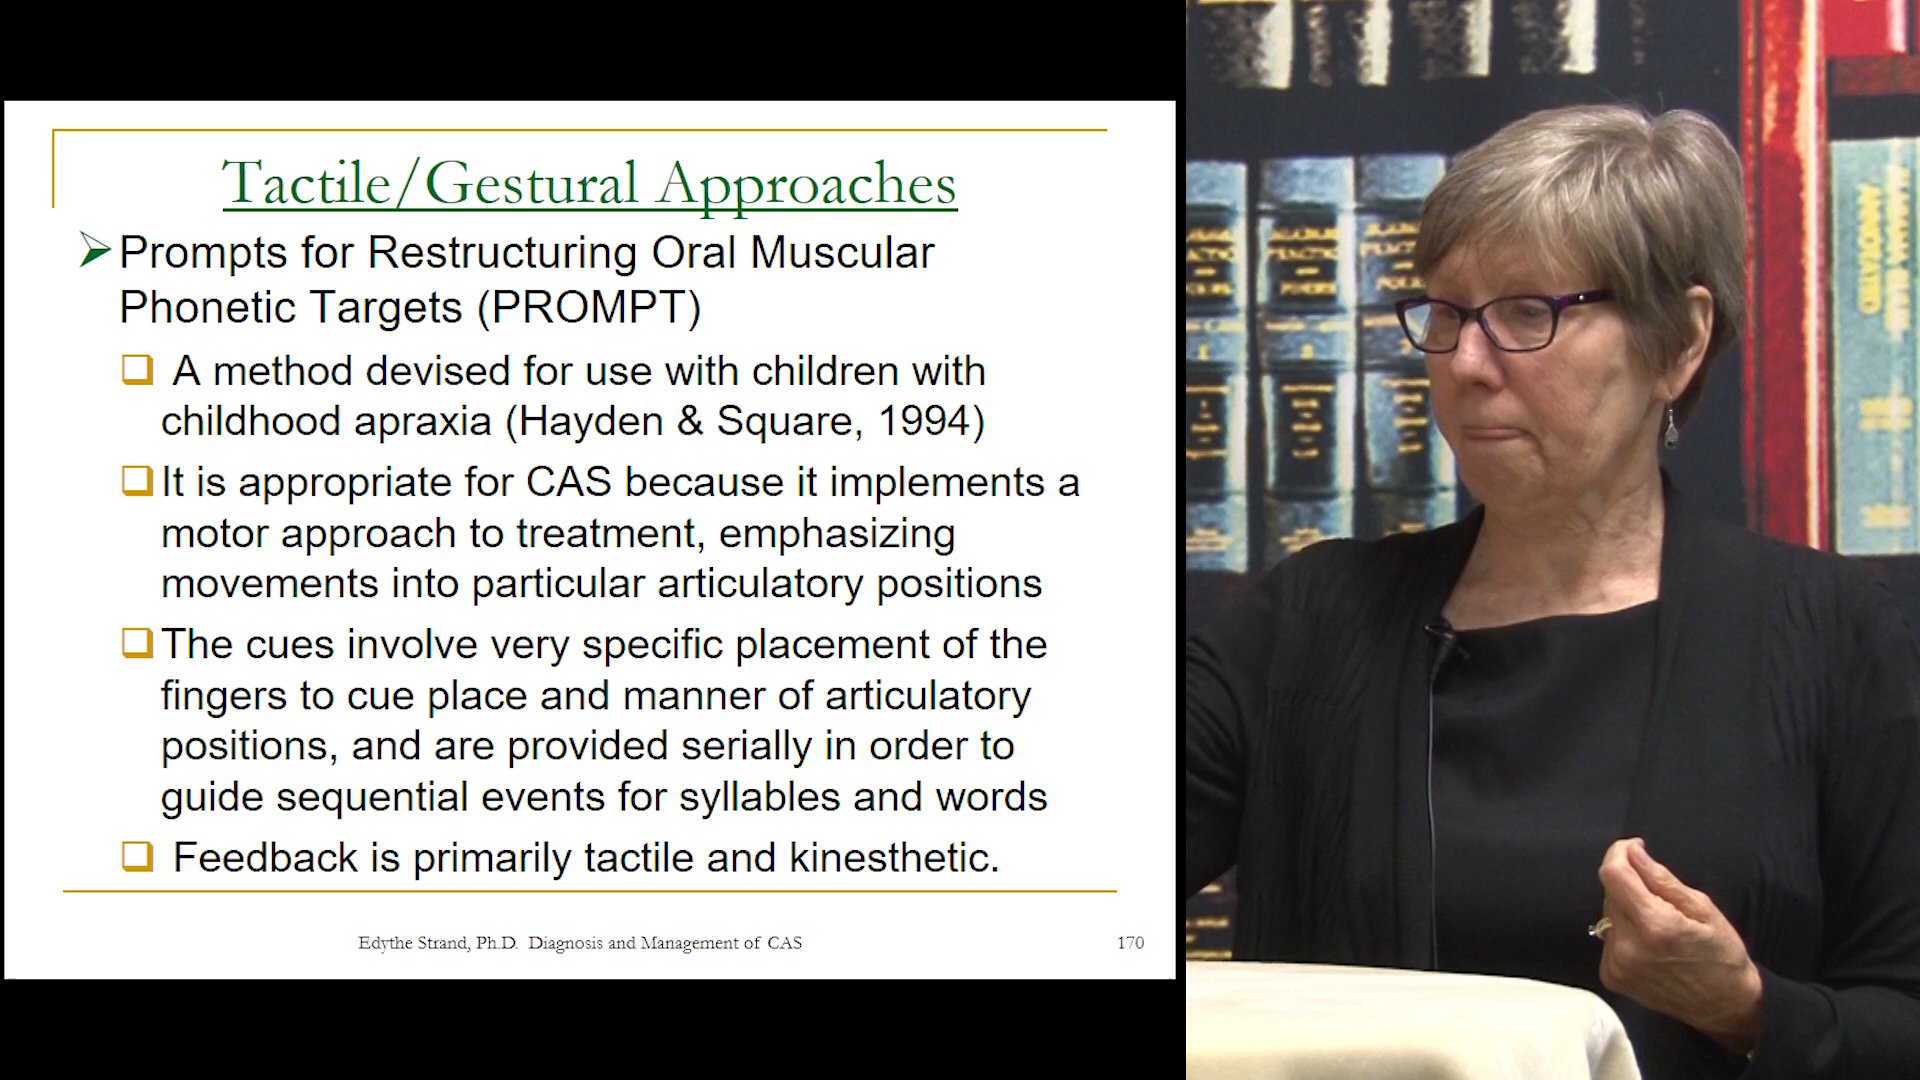 Tactile/Gestural Approaches
Prompts for Restructuring Oral Muscular
Phonetic Targets (PROMPT)
A method devised for use with children with
childhood apraxia (Hayden & Square, 1994)
It is appropriate for CAS because it implements a
motor approach to treatment, emphasizing
movements into particular articulatory positions
The cues involve very specific placement of the
fingers to cue place and manner of articulatory
positions, and are provided serially in order to
guide sequential events for syllables and words
Feedback is primarily tactile and kinesthetic.
Edythe Strand, Ph.D. Diagnosis and Management of CAS
170
ANNOTATED